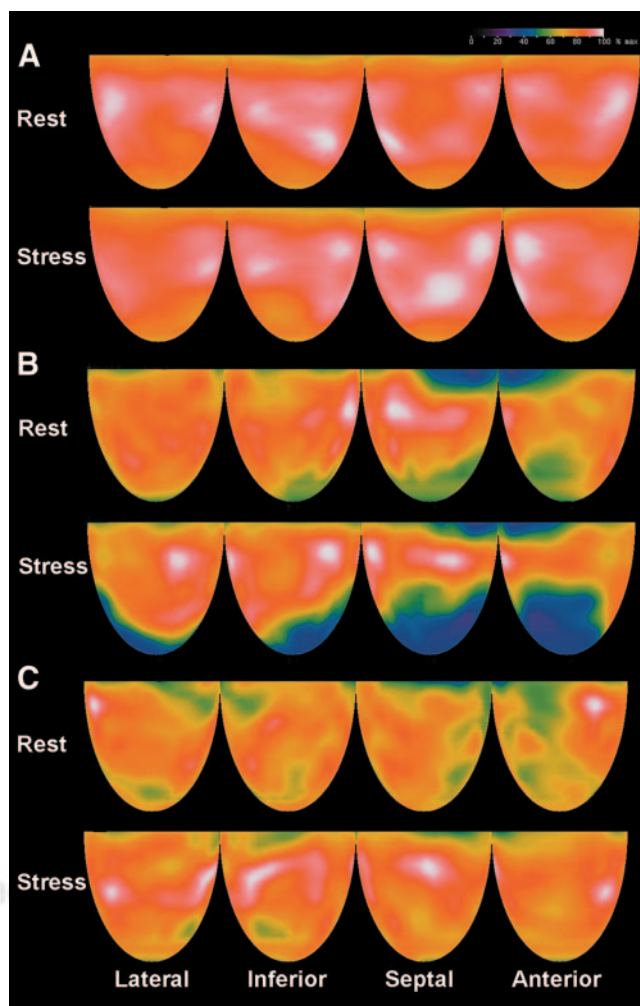 0 20 40 60 80 100 % max
A
Rest
Stress
B
Rest
Stress
C
Rest
Stress
Lateral Inferior Septal Anterior